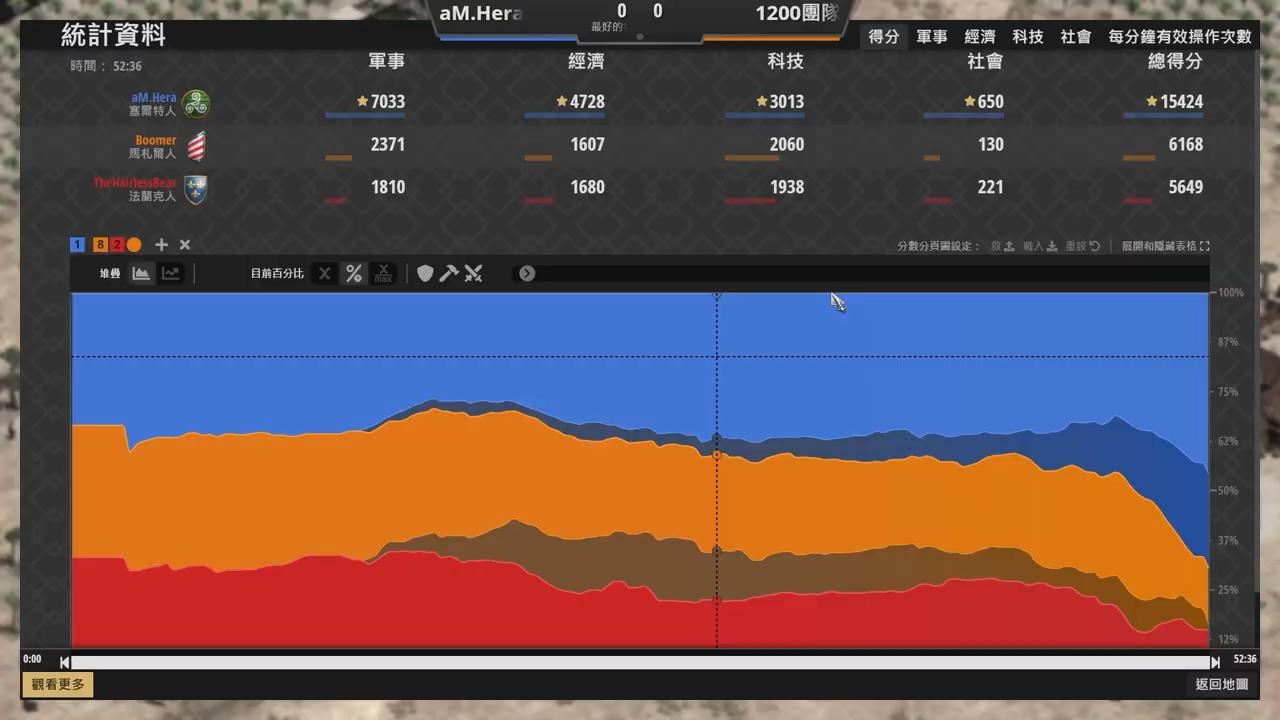 aM.Hera 0 0 1200團隊
最好的
統計資料
得分 軍事 經濟 科技 社會 每分鐘有效操作次數
時間： 52:36
軍事 經濟 科技 社會 總得分
aM.Hera
塞爾特人
7033 4728 3013 650 15424
Boomer
馬札爾人
2371 1607 2060 130 6168
TheHairlessBear
法蘭克人
1810 1680 1938 221 5649
1 8 2
分數分頁圖設定： 載入 重設 展開和隱藏表格
堆疊 目前百分比 X % X max
100%
87%
75%
62%
50%
37%
25%
12%
0:00 52:36
觀看更多 返回地圖